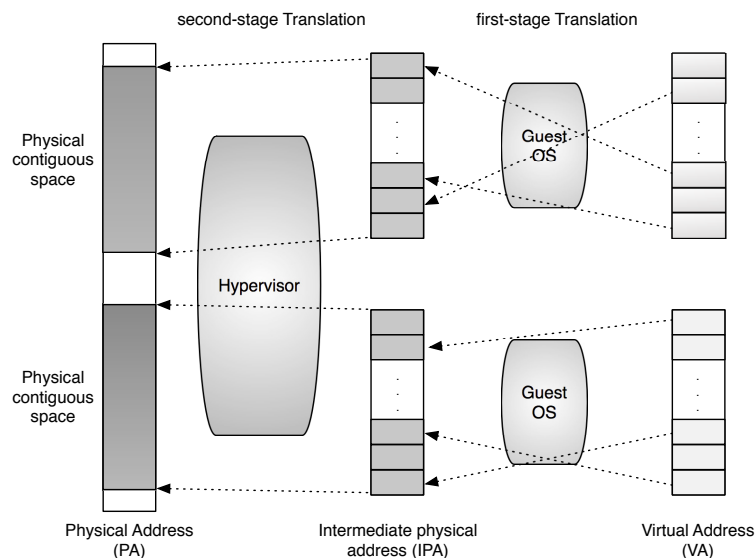 second-stage Translation
first-stage Translation
Physical
contiguous
space
Guest
OS
Hypervisor
Physical
contiguous
space
Guest
OS
Physical Address
(PA)
Intermediate physical
address (IPA)
Virtual Address
(VA)